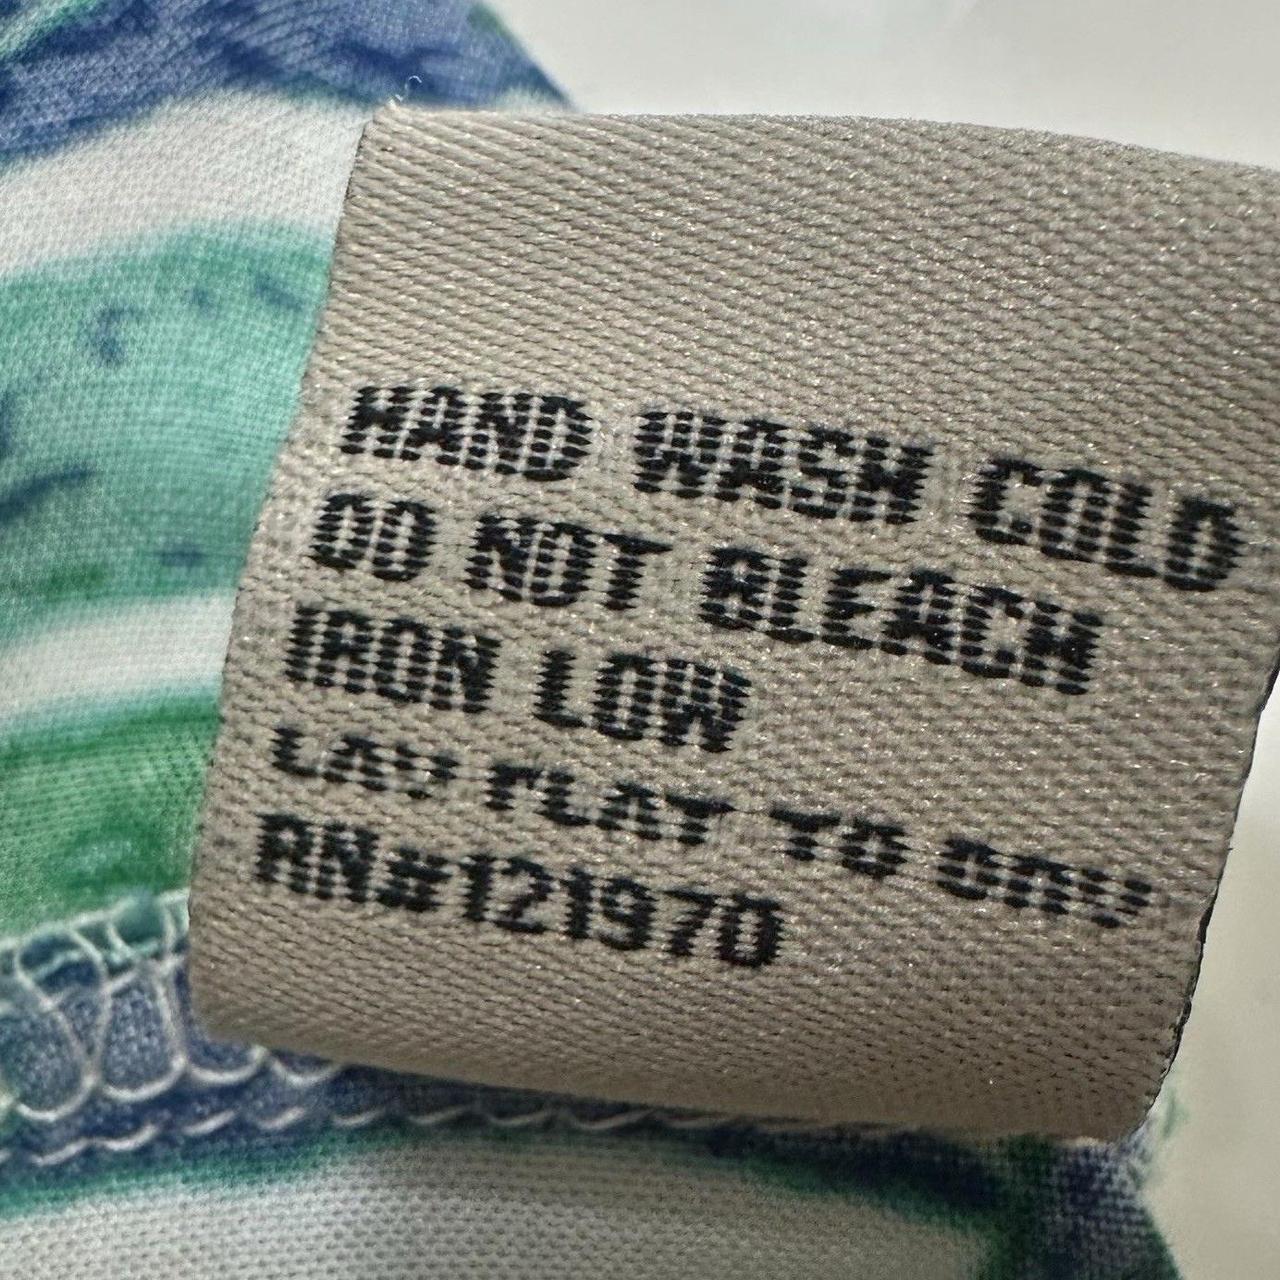 HAND WASH COLD
DO NOT BLEACH
IRON LOW
LAY FLAT TO DRY
RN#121970